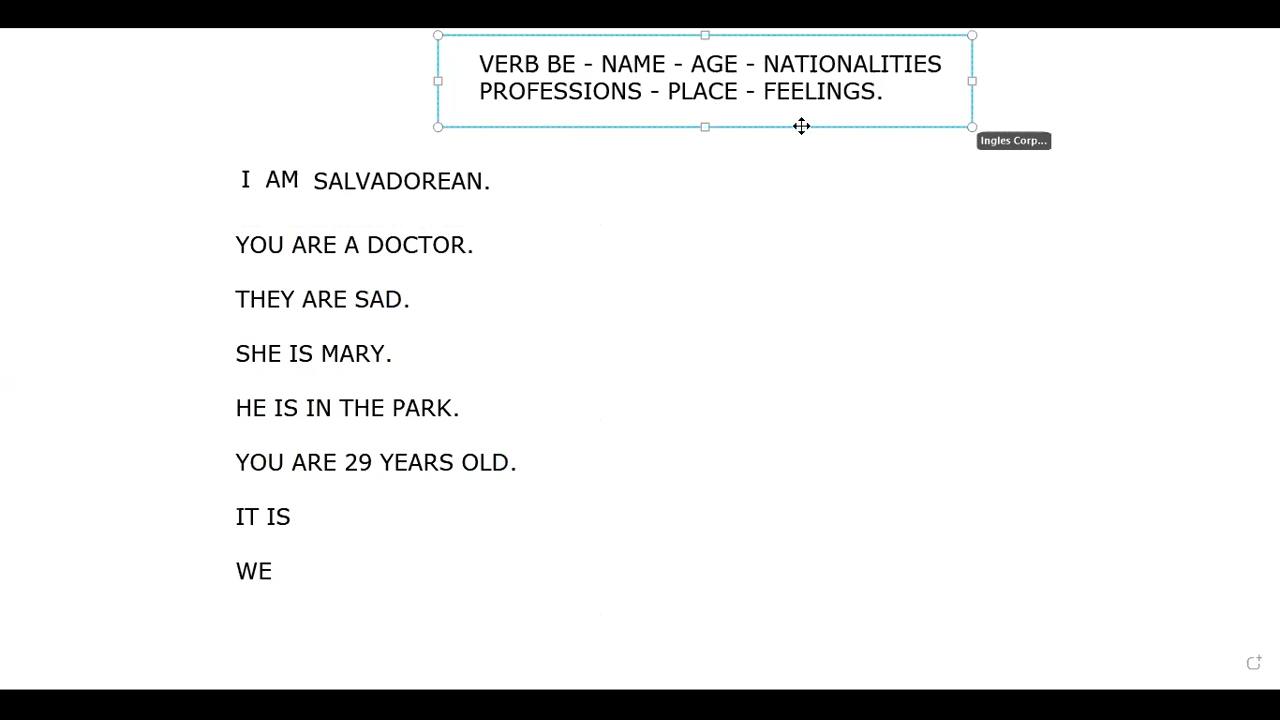 VERB BE - NAME - AGE - NATIONALITIES
PROFESSIONS - PLACE - FEELINGS.
Ingles Corp...
I AM SALVADOREAN.
YOU ARE A DOCTOR.
THEY ARE SAD.
SHE IS MARY.
HE IS IN THE PARK.
YOU ARE 29 YEARS OLD.
IT IS
WE